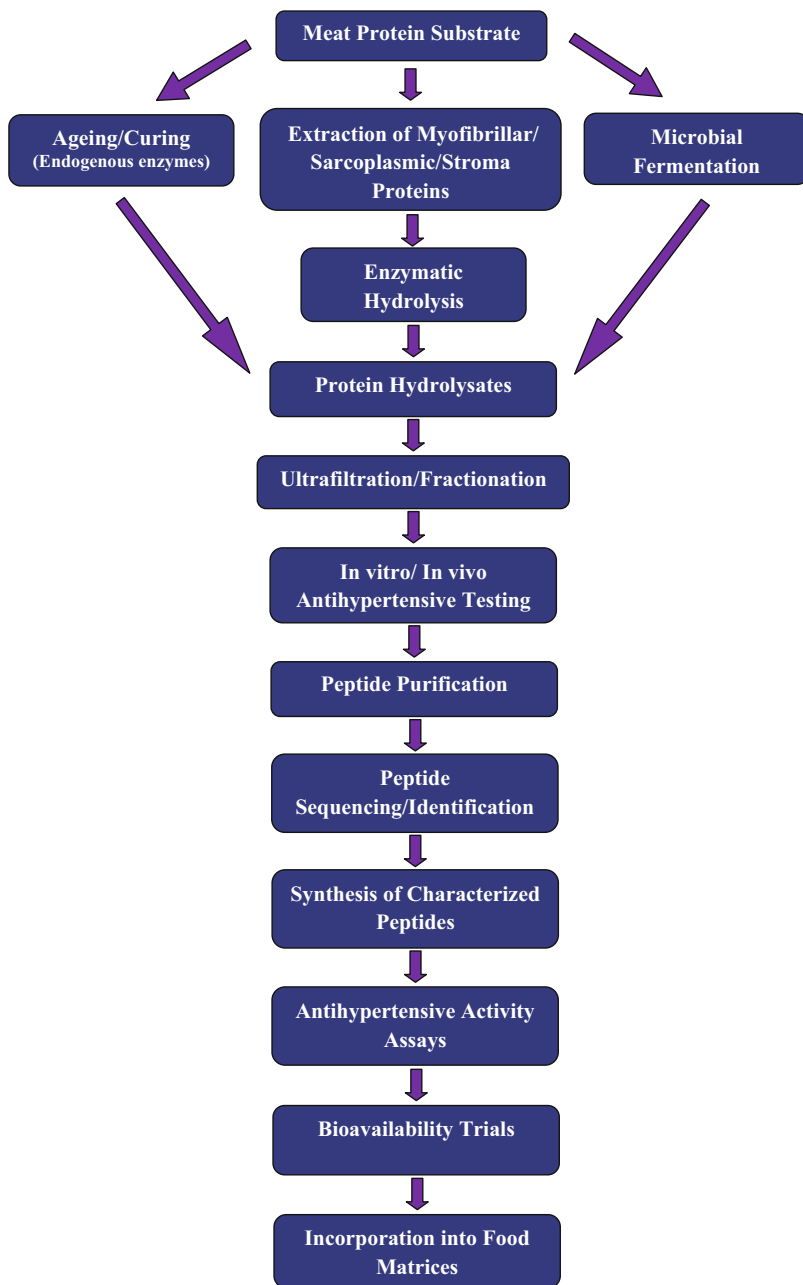 Meat Protein Substrate
Ageing/Curing
(Endogenous enzymes)
Extraction of Myofibrillar/
Sarcoplasmic/Stroma
Proteins
Microbial
Fermentation
Enzymatic
Hydrolysis
Protein Hydrolysates
Ultrafiltration/Fractionation
In vitro/ In vivo
Antihypertensive Testing
Peptide Purification
Peptide
Sequencing/Identification
Synthesis of Characterized
Peptides
Antihypertensive Activity
Assays
Bioavailability Trials
Incorporation into Food
Matrices